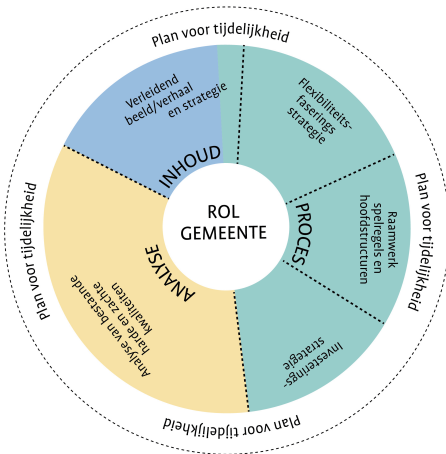 Plan voor tijdelijkheid
Verleidend
beeld/verhaal
en strategie
Flexibiliteits-
faserings
strategie
INHOUD
Plan voor tijdelijkheid
Plan voor tijdelijkheid
ROL
GEMEENTE
PROCES
Raamwerk
spelregels en
hoofdstructuren
ANALYSE
Analyse van bestaande
harde en zachte
kwaliteiten
Investerings-
strategie
Plan voor tijdelijkheid